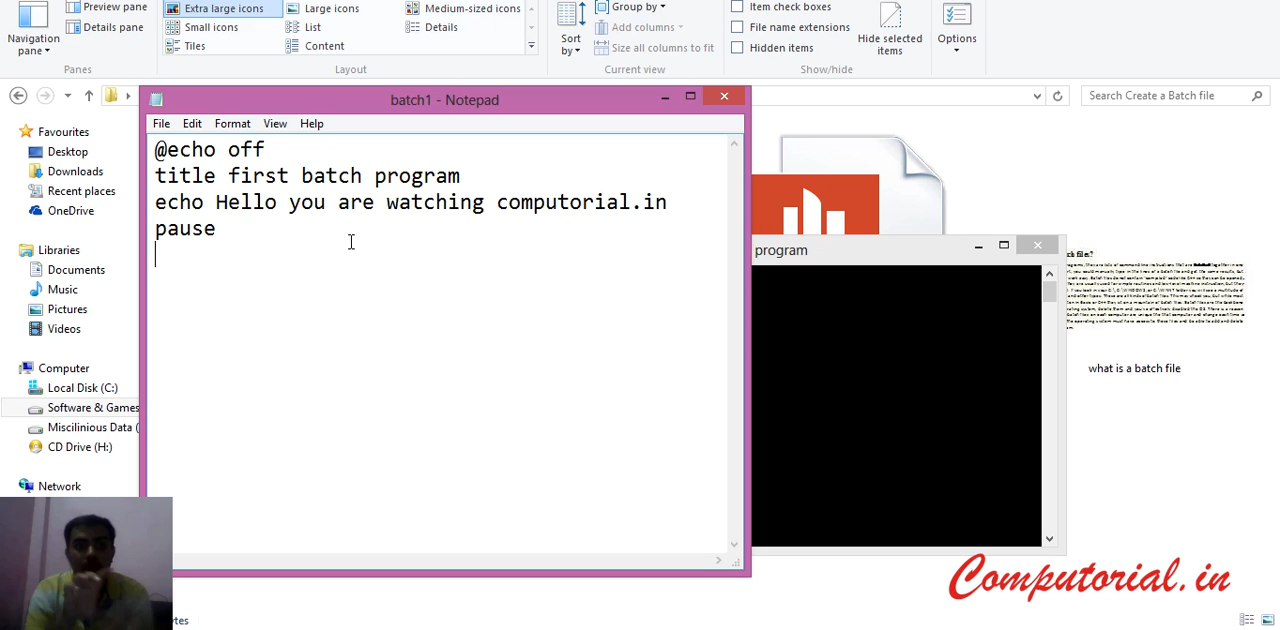 Preview pane
Extra large icons
Large icons
Medium-sized icons
Group by
Item check boxes
Details pane
Small icons
List
Details
Add columns
File name extensions
Navigation
pane
Tiles
Content
Sort
by
Size all columns to fit
Hidden items
Hide selected
items
Options
Panes
Layout
Current view
Show/hide
batch1 - Notepad
Search Create a Batch file
File Edit Format View Help
@echo off
title first batch program
echo Hello you are watching computorial.in
pause
Favourites
Desktop
Downloads
Recent places
OneDrive
Libraries
Documents
Music
Pictures
Videos
Computer
Local Disk (C:)
Software & Games
Miscilinious Data (
CD Drive (H:)
Network
program
what is a batch file
Computorial.in